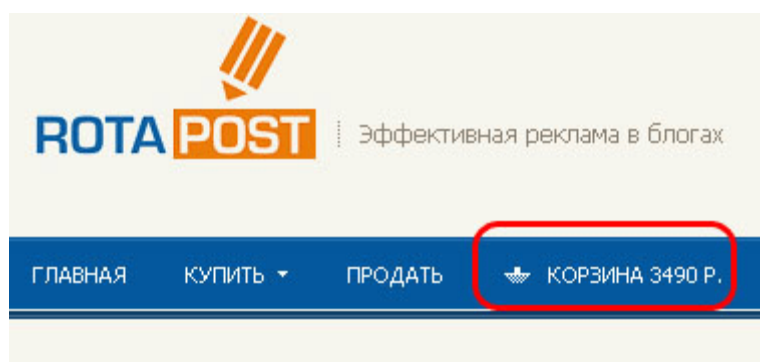 ROTA POST
Эффективная реклама в блогах
ГЛАВНАЯ КУПИТЬ ПРОДАТЬ КОРЗИНА 3490 Р.